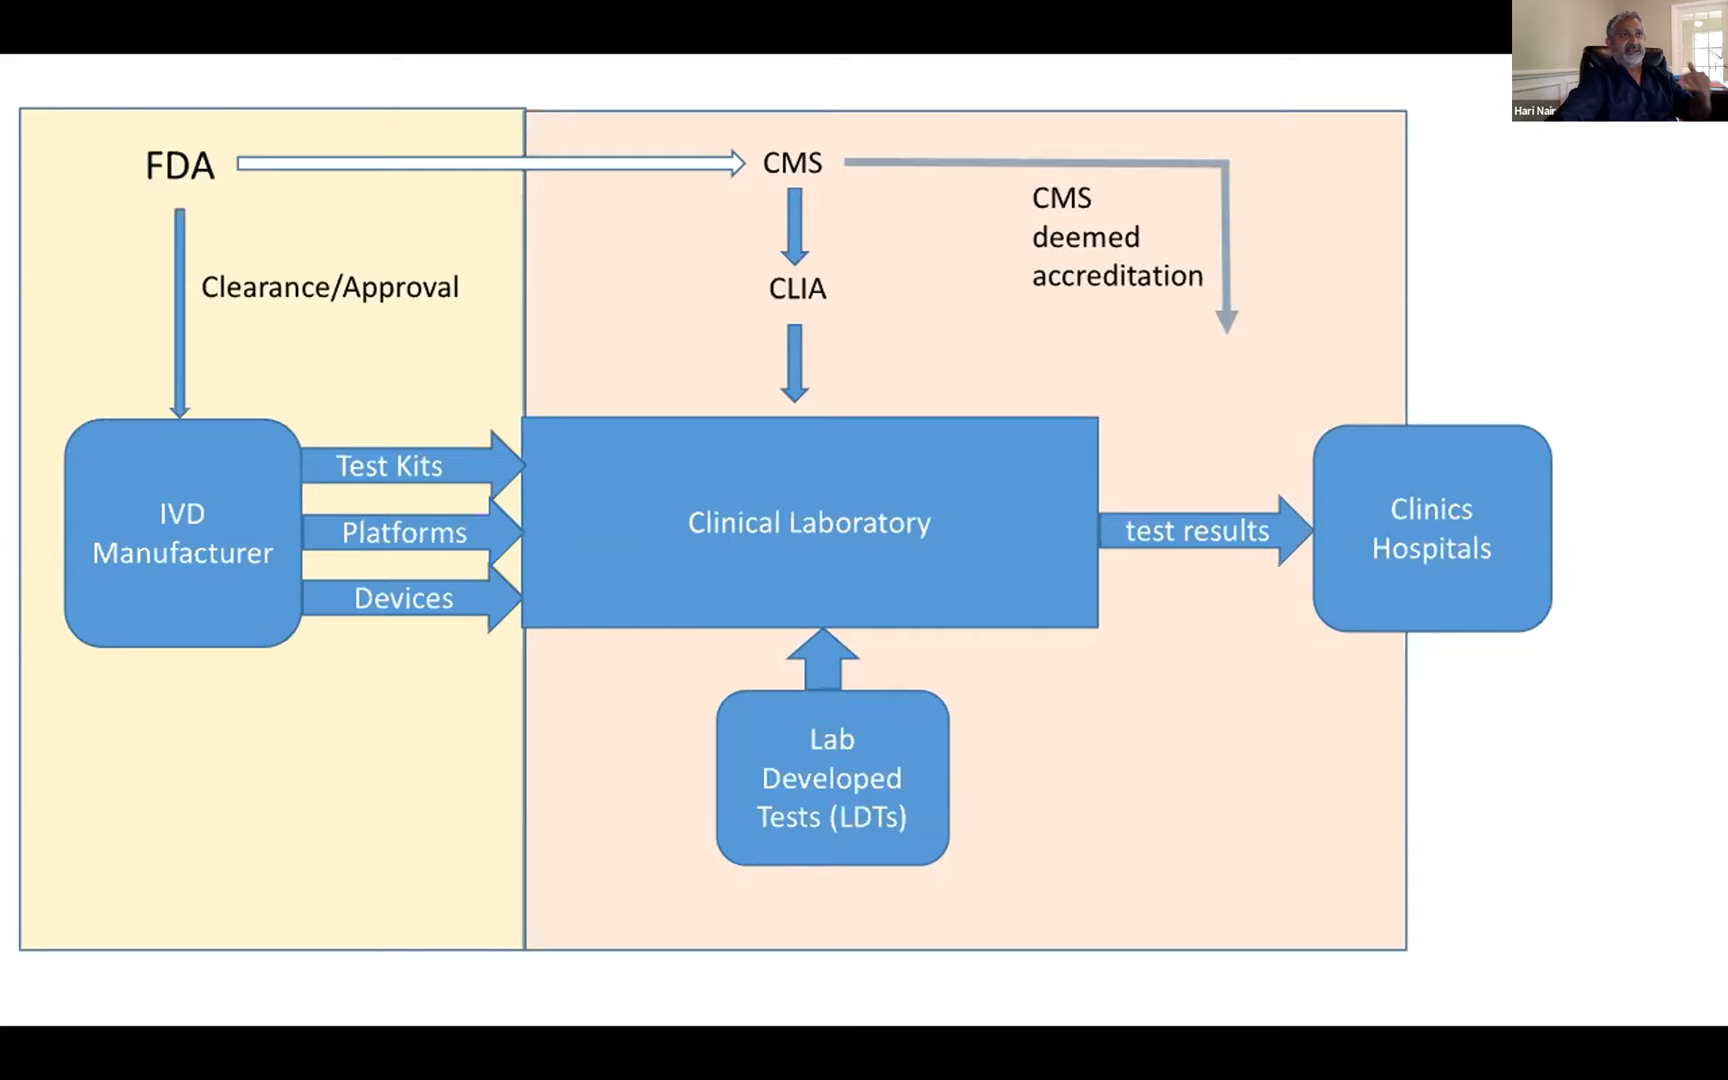 Hari Nair
FDA
CMS
CMS
deemed
accreditation
Clearance/Approval
CLIA
IVD
Manufacturer
Test Kits
Platforms
Devices
Clinical Laboratory
test results
Clinics
Hospitals
Lab
Developed
Tests (LDTs)